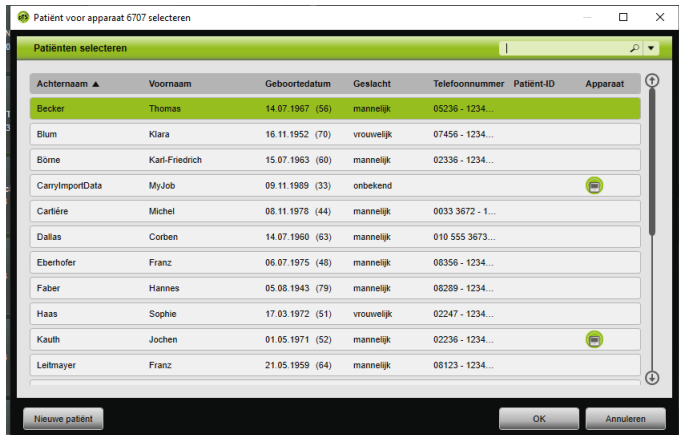 Patiënt voor apparaat 6707 selecteren
Patiënten selecteren
Achternaam ▲ Voornaam Geboortedatum Geslacht Telefoonnummer Patiënt-ID Apparaat
Becker Thomas 14.07.1967 (56) mannelijk 05236 - 1234...
Blum Klara 16.11.1952 (70) vrouwelijk 07456 - 1234...
Börne Karl-Friedrich 15.07.1963 (60) mannelijk 02336 - 1234...
CarryImportData MyJob 09.11.1989 (33) onbekend
Cartiére Michel 08.11.1978 (44) mannelijk 0033 3672 - 1...
Dallas Corben 14.07.1960 (63) mannelijk 010 555 3673...
Eberhofer Franz 06.07.1975 (48) mannelijk 08356 - 1234...
Faber Hannes 05.08.1943 (79) mannelijk 08289 - 1234...
Haas Sophie 17.03.1972 (51) vrouwelijk 02247 - 1234...
Kauth Jochen 01.05.1971 (52) mannelijk 02236 - 1234...
Leitmayer Franz 21.05.1959 (64) mannelijk 08123 - 1234...
Nieuwe patiënt OK Annuleren